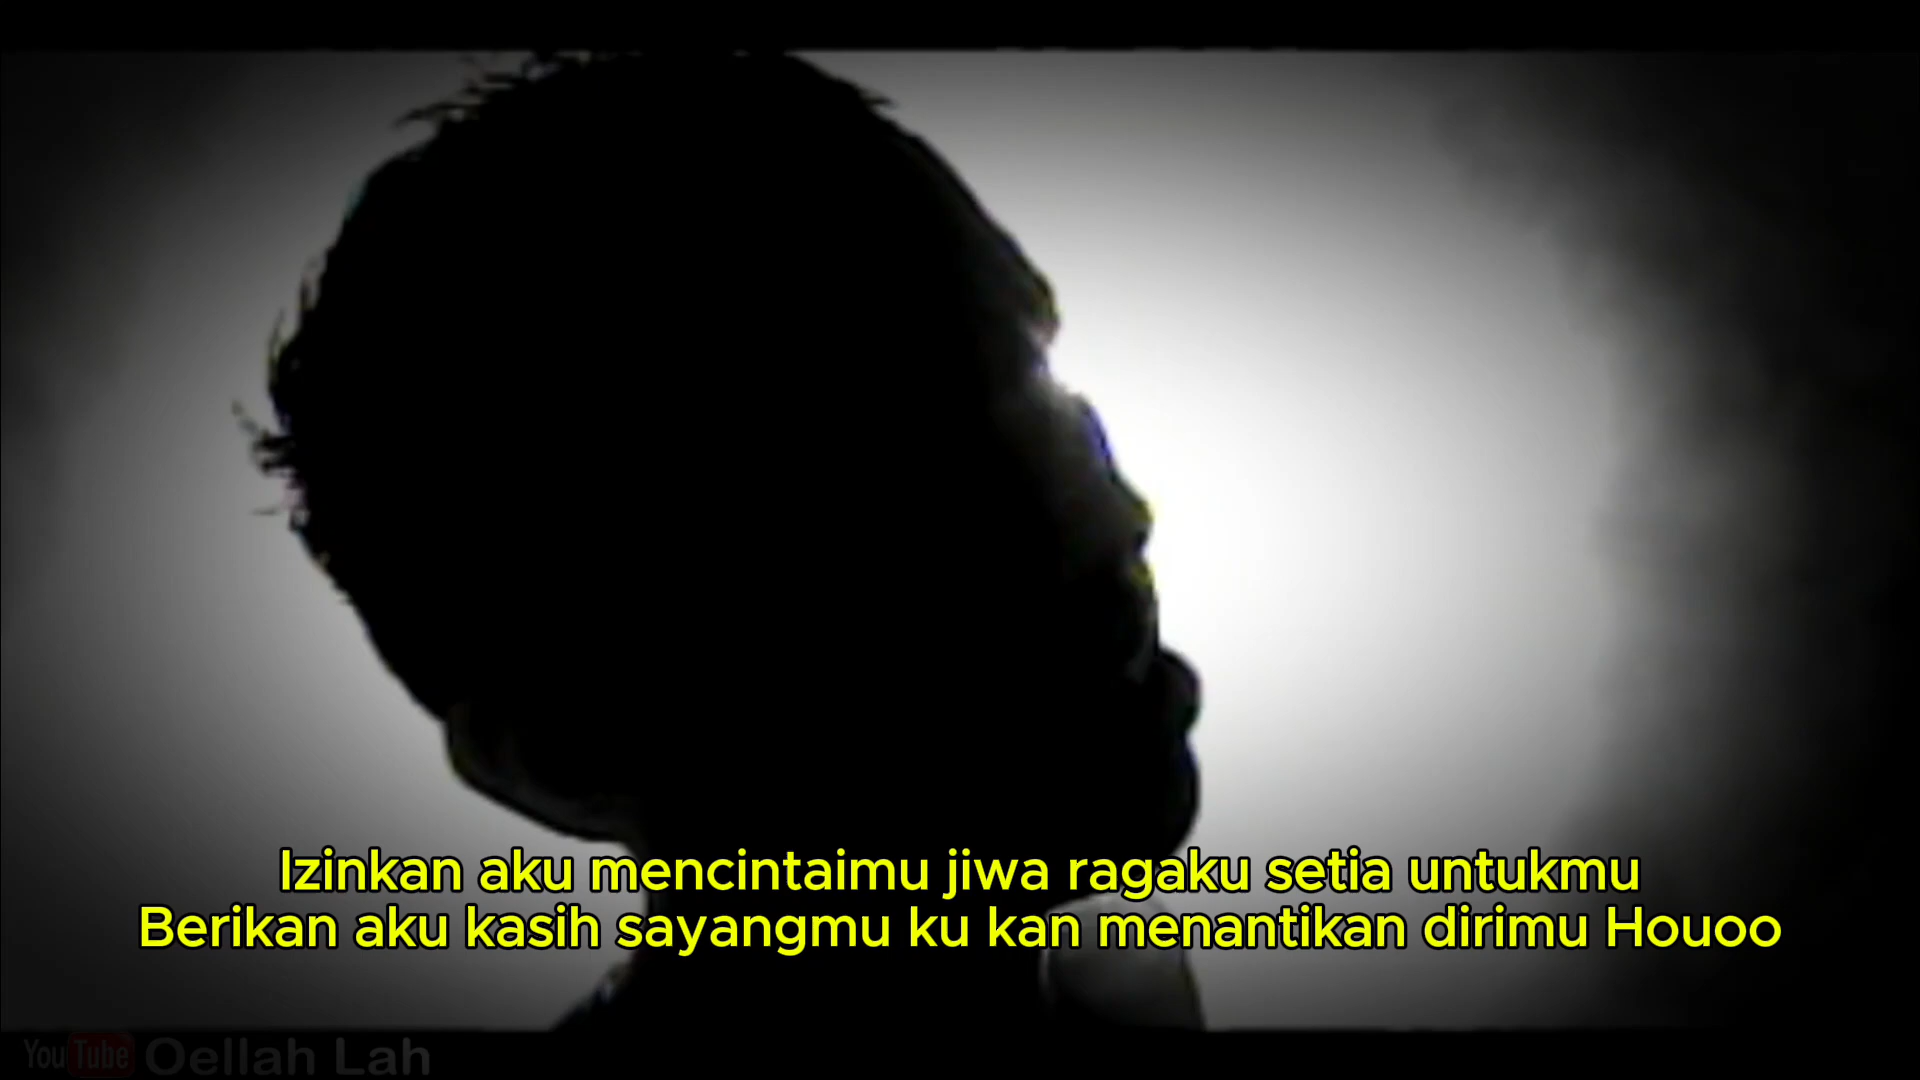 Izinkan aku mencintaimu jiwa ragaku setia untukmu
Berikan aku kasih sayangmu ku kan menantikan dirimu Houoo
YouTube Oellah Lah